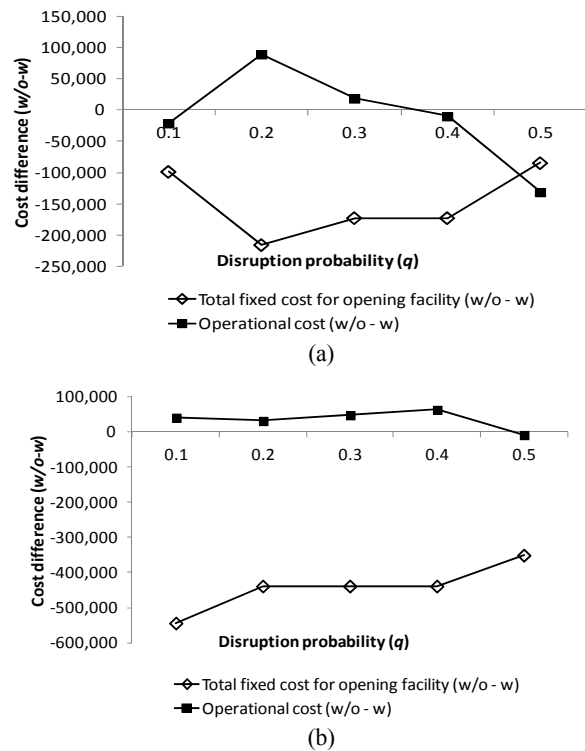 100,000
50,000
0
-50,000
-100,000
-150,000
-200,000
-250,000
Cost difference (w/o-w)
0.1 0.2 0.3 0.4 0.5
Disruption probability (q)
Total fixed cost for opening facility (w/o - w)
Operational cost (w/o - w)
(a)
100,000
0
-100,000
-200,000
-300,000
-400,000
-500,000
-600,000
Cost difference (w/o-w)
0.1 0.2 0.3 0.4 0.5
Disruption probability (q)
Total fixed cost for opening facility (w/o - w)
Operational cost (w/o - w)
(b)